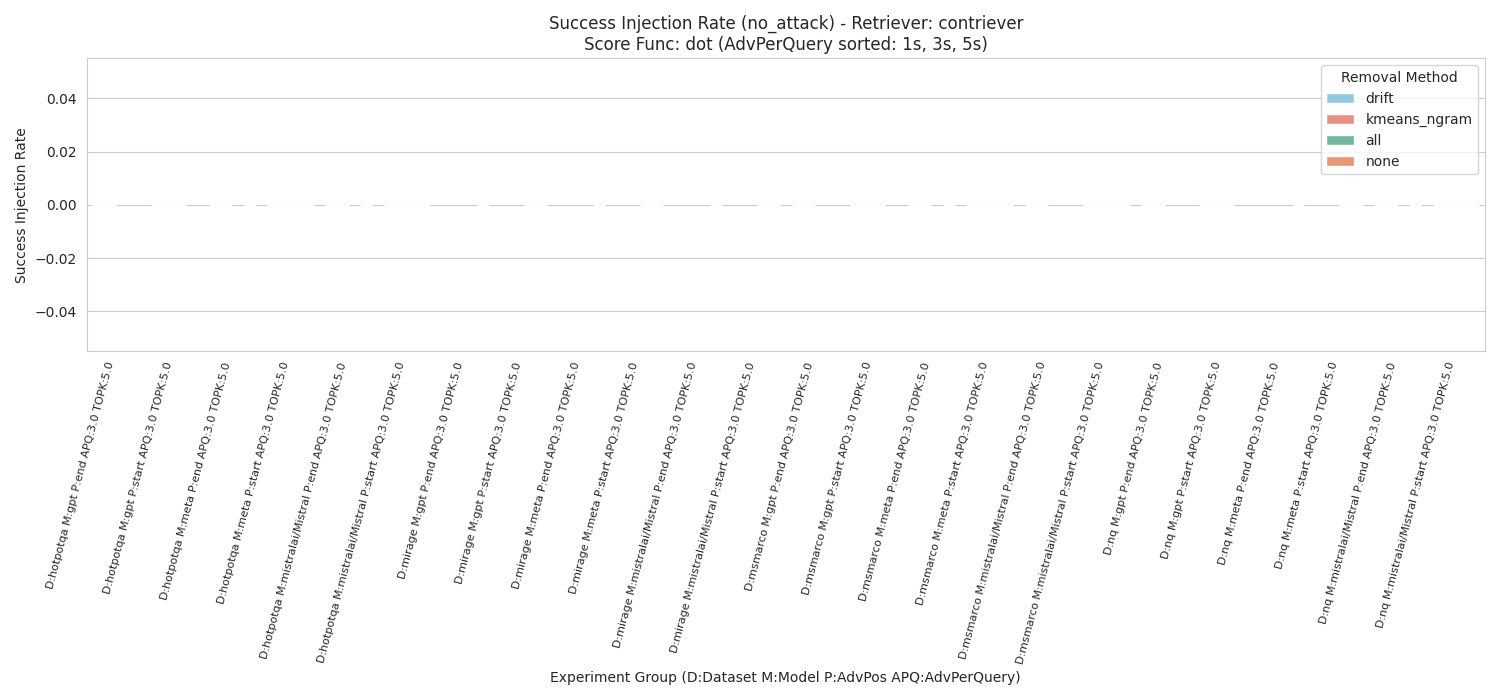 Success Injection Rate (no_attack) - Retriever: contriever
Score Func: dot (AdvPerQuery sorted: 1s, 3s, 5s)
Removal Method
drift
kmeans_ngram
all
none
Success Injection Rate
0.04
0.02
0.00
−0.02
−0.04
D:hotpotqa M:gpt P:end APQ:3.0 TOPK:5.0
D:hotpotqa M:gpt P:start APQ:3.0 TOPK:5.0
D:hotpotqa M:meta P:end APQ:3.0 TOPK:5.0
D:hotpotqa M:meta P:start APQ:3.0 TOPK:5.0
D:hotpotqa M:mistralai/Mistral P:end APQ:3.0 TOPK:5.0
D:hotpotqa M:mistralai/Mistral P:start APQ:3.0 TOPK:5.0
D:mirage M:gpt P:end APQ:3.0 TOPK:5.0
D:mirage M:gpt P:start APQ:3.0 TOPK:5.0
D:mirage M:meta P:end APQ:3.0 TOPK:5.0
D:mirage M:meta P:start APQ:3.0 TOPK:5.0
D:mirage M:mistralai/Mistral P:end APQ:3.0 TOPK:5.0
D:mirage M:mistralai/Mistral P:start APQ:3.0 TOPK:5.0
D:msmarco M:gpt P:end APQ:3.0 TOPK:5.0
D:msmarco M:gpt P:start APQ:3.0 TOPK:5.0
D:msmarco M:meta P:end APQ:3.0 TOPK:5.0
D:msmarco M:meta P:start APQ:3.0 TOPK:5.0
D:msmarco M:mistralai/Mistral P:end APQ:3.0 TOPK:5.0
D:msmarco M:mistralai/Mistral P:start APQ:3.0 TOPK:5.0
D:nq M:gpt P:end APQ:3.0 TOPK:5.0
D:nq M:gpt P:start APQ:3.0 TOPK:5.0
D:nq M:meta P:end APQ:3.0 TOPK:5.0
D:nq M:meta P:start APQ:3.0 TOPK:5.0
D:nq M:mistralai/Mistral P:end APQ:3.0 TOPK:5.0
D:nq M:mistralai/Mistral P:start APQ:3.0 TOPK:5.0
Experiment Group (D:Dataset M:Model P:AdvPos APQ:AdvPerQuery)